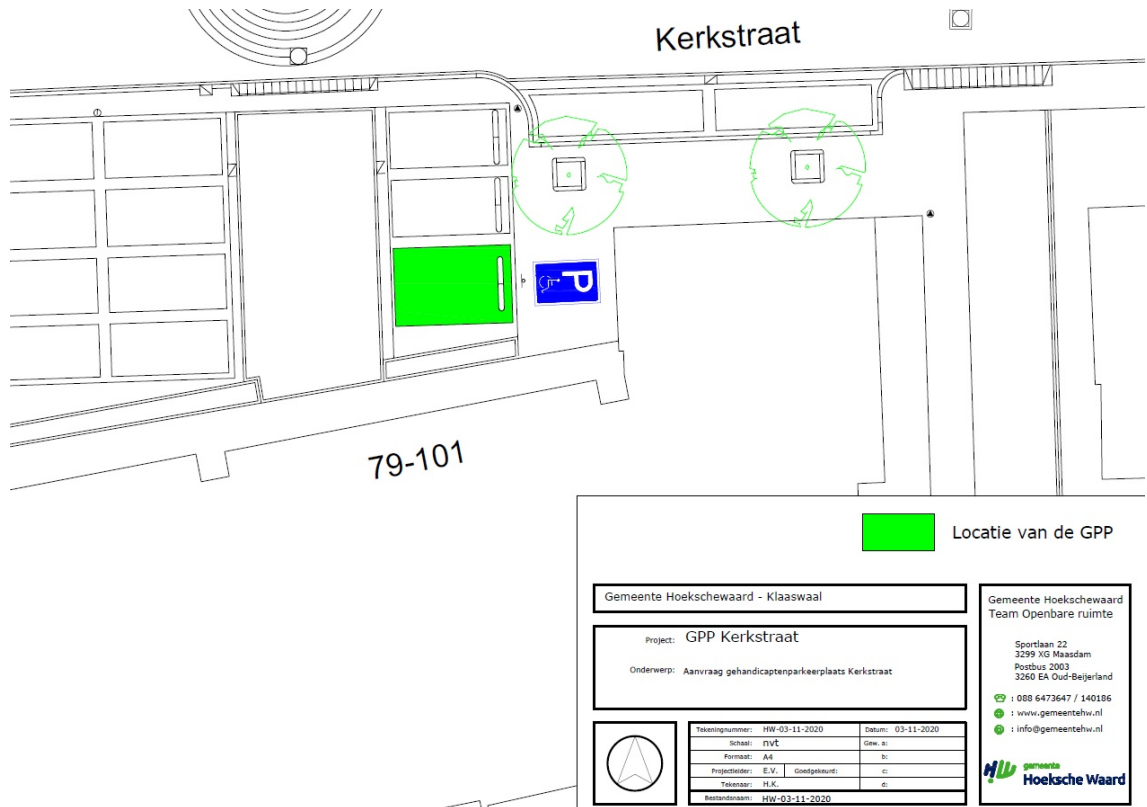 Kerkstraat
P
79-101
Locatie van de GPP
Gemeente Hoekschewaard - Klaaswaal
Project: GPP Kerkstraat
Onderwerp: Aanvraag gehandicaptenparkeerplaats Kerkstraat
Tekeningnummer: HW-03-11-2020 Datum: 03-11-2020
Schaal: nvt Gew. a:
Formaat: A4 b:
Projectleider: E.V. Goedgekeurd: c:
Tekenaar: H.K. d:
Bestandsnaam: HW-03-11-2020
Gemeente Hoekschewaard
Team Openbare ruimte
Sportlaan 22
3299 XG Maasdam
Postbus 2003
3260 EA Oud-Beijerland
: 088 6473647 / 140186
: www.gemeentehw.nl
: info@gemeentehw.nl
gemeente
Hoeksche Waard